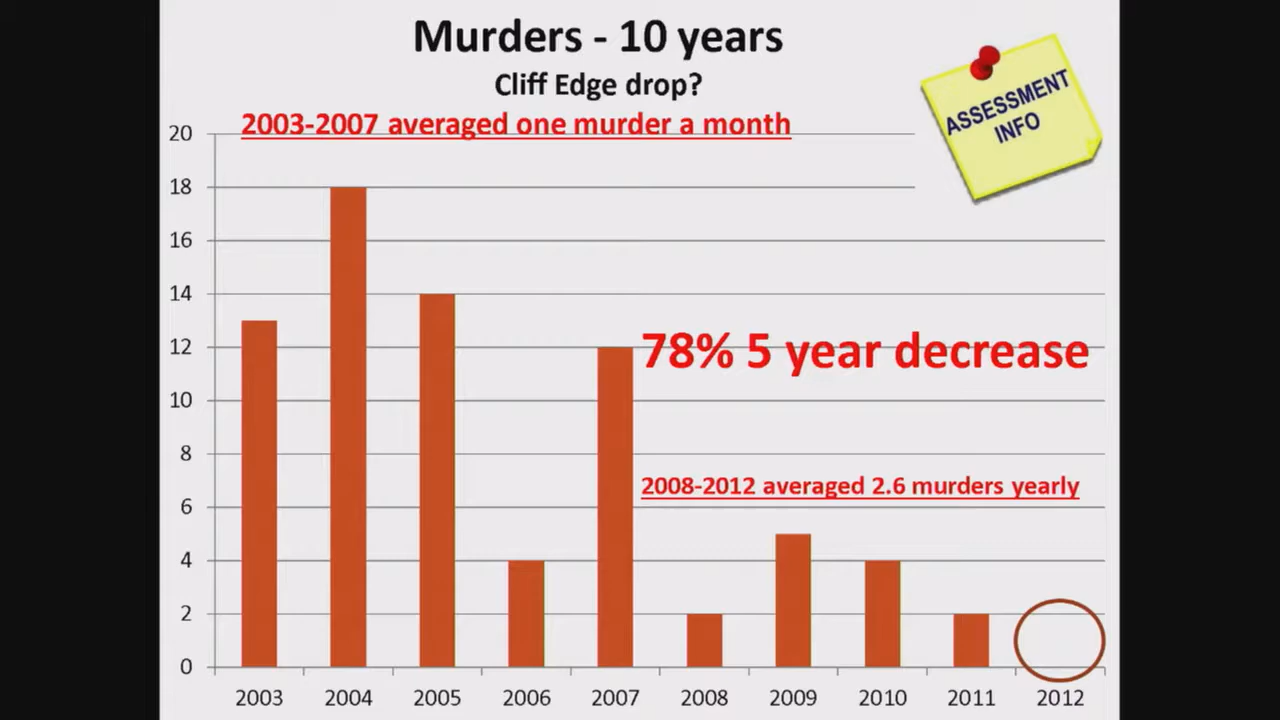 Murders - 10 years
Cliff Edge drop?
ASSESSMENT
INFO
2003-2007 averaged one murder a month
20
18
16
14
12
10
8
6
4
2
0
78% 5 year decrease
2008-2012 averaged 2.6 murders yearly
2003 2004 2005 2006 2007 2008 2009 2010 2011 2012